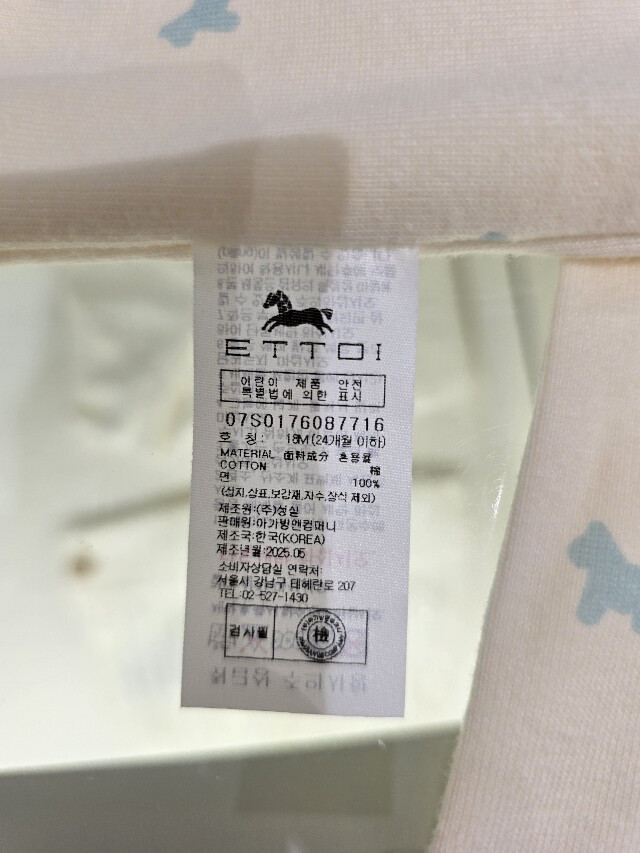 ETTOI
어린이 제품 안전
특별법에 의한 표시
07S0176087716
호 칭: 18M(24개월 이하)
MATERIAL 面料成分 혼용률
COTTON 棉
면 100%
(심지,상표,보강재,자수,장식 제외)
제조원:(주)성실
판매원:아가방앤컴퍼니
제조국:한국(KOREA)
제조년월:2025.05
소비자상담실 연락처:
서울시 강남구 테헤란로 207
TEL:02-527-1430
검사필